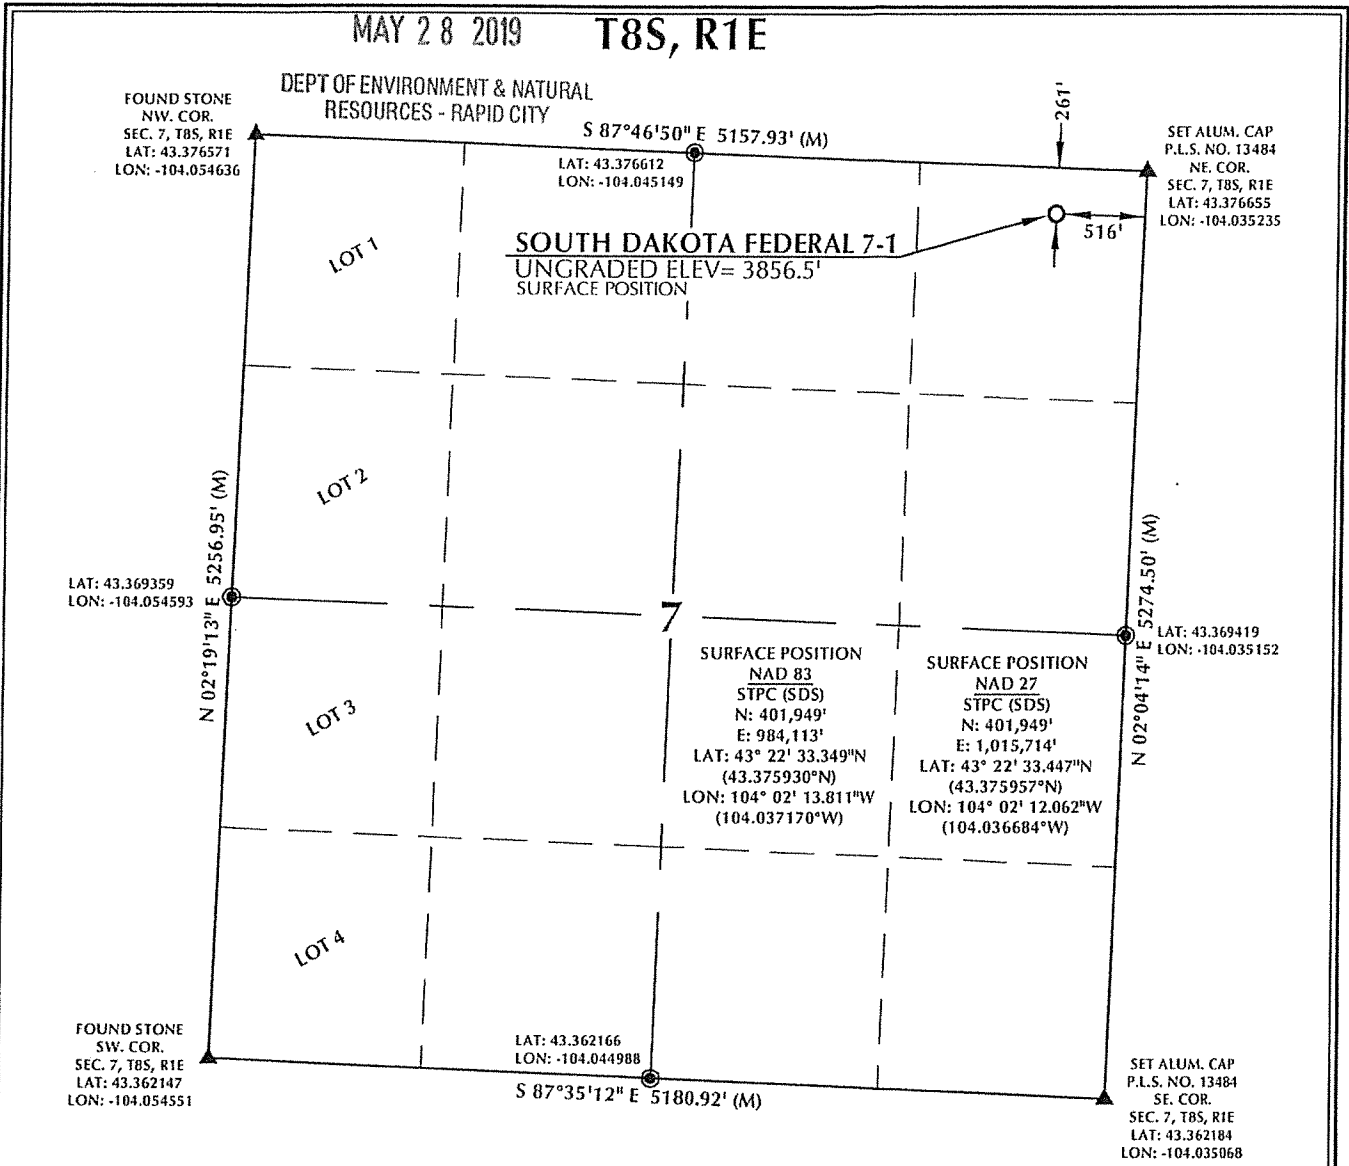 MAY 28 2019
T8S, R1E
DEPT OF ENVIRONMENT & NATURAL
RESOURCES - RAPID CITY
FOUND STONE
NW. COR.
SEC. 7, T8S, R1E
LAT: 43.376571
LON: -104.054636
S 87°46'50" E 5157.93' (M)
LAT: 43.376612
LON: -104.045149
261'
SET ALUM. CAP
P.L.S. NO. 13484
NE. COR.
SEC. 7, T8S, R1E
LAT: 43.376655
LON: -104.035235
516'
SOUTH DAKOTA FEDERAL 7-1
UNGRADED ELEV= 3856.5'
SURFACE POSITION
LOT 1
LOT 2
N 02°19'13" E 5256.95' (M)
LAT: 43.369359
LON: -104.054593
7
N 02°04'14" E 5274.50' (M)
LAT: 43.369419
LON: -104.035152
LOT 3
SURFACE POSITION
NAD 83
STPC (SDS)
N: 401,949'
E: 984,113'
LAT: 43° 22' 33.349"N
(43.375930°N)
LON: 104° 02' 13.811"W
(104.037170°W)
SURFACE POSITION
NAD 27
STPC (SDS)
N: 401,949'
E: 1,015,714'
LAT: 43° 22' 33.447"N
(43.375957°N)
LON: 104° 02' 12.062"W
(104.036684°W)
LOT 4
FOUND STONE
SW. COR.
SEC. 7, T8S, R1E
LAT: 43.362147
LON: -104.054551
LAT: 43.362166
LON: -104.044988
S 87°35'12" E 5180.92' (M)
SET ALUM. CAP
P.L.S. NO. 13484
SE. COR.
SEC. 7, T8S, R1E
LAT: 43.362184
LON: -104.035068